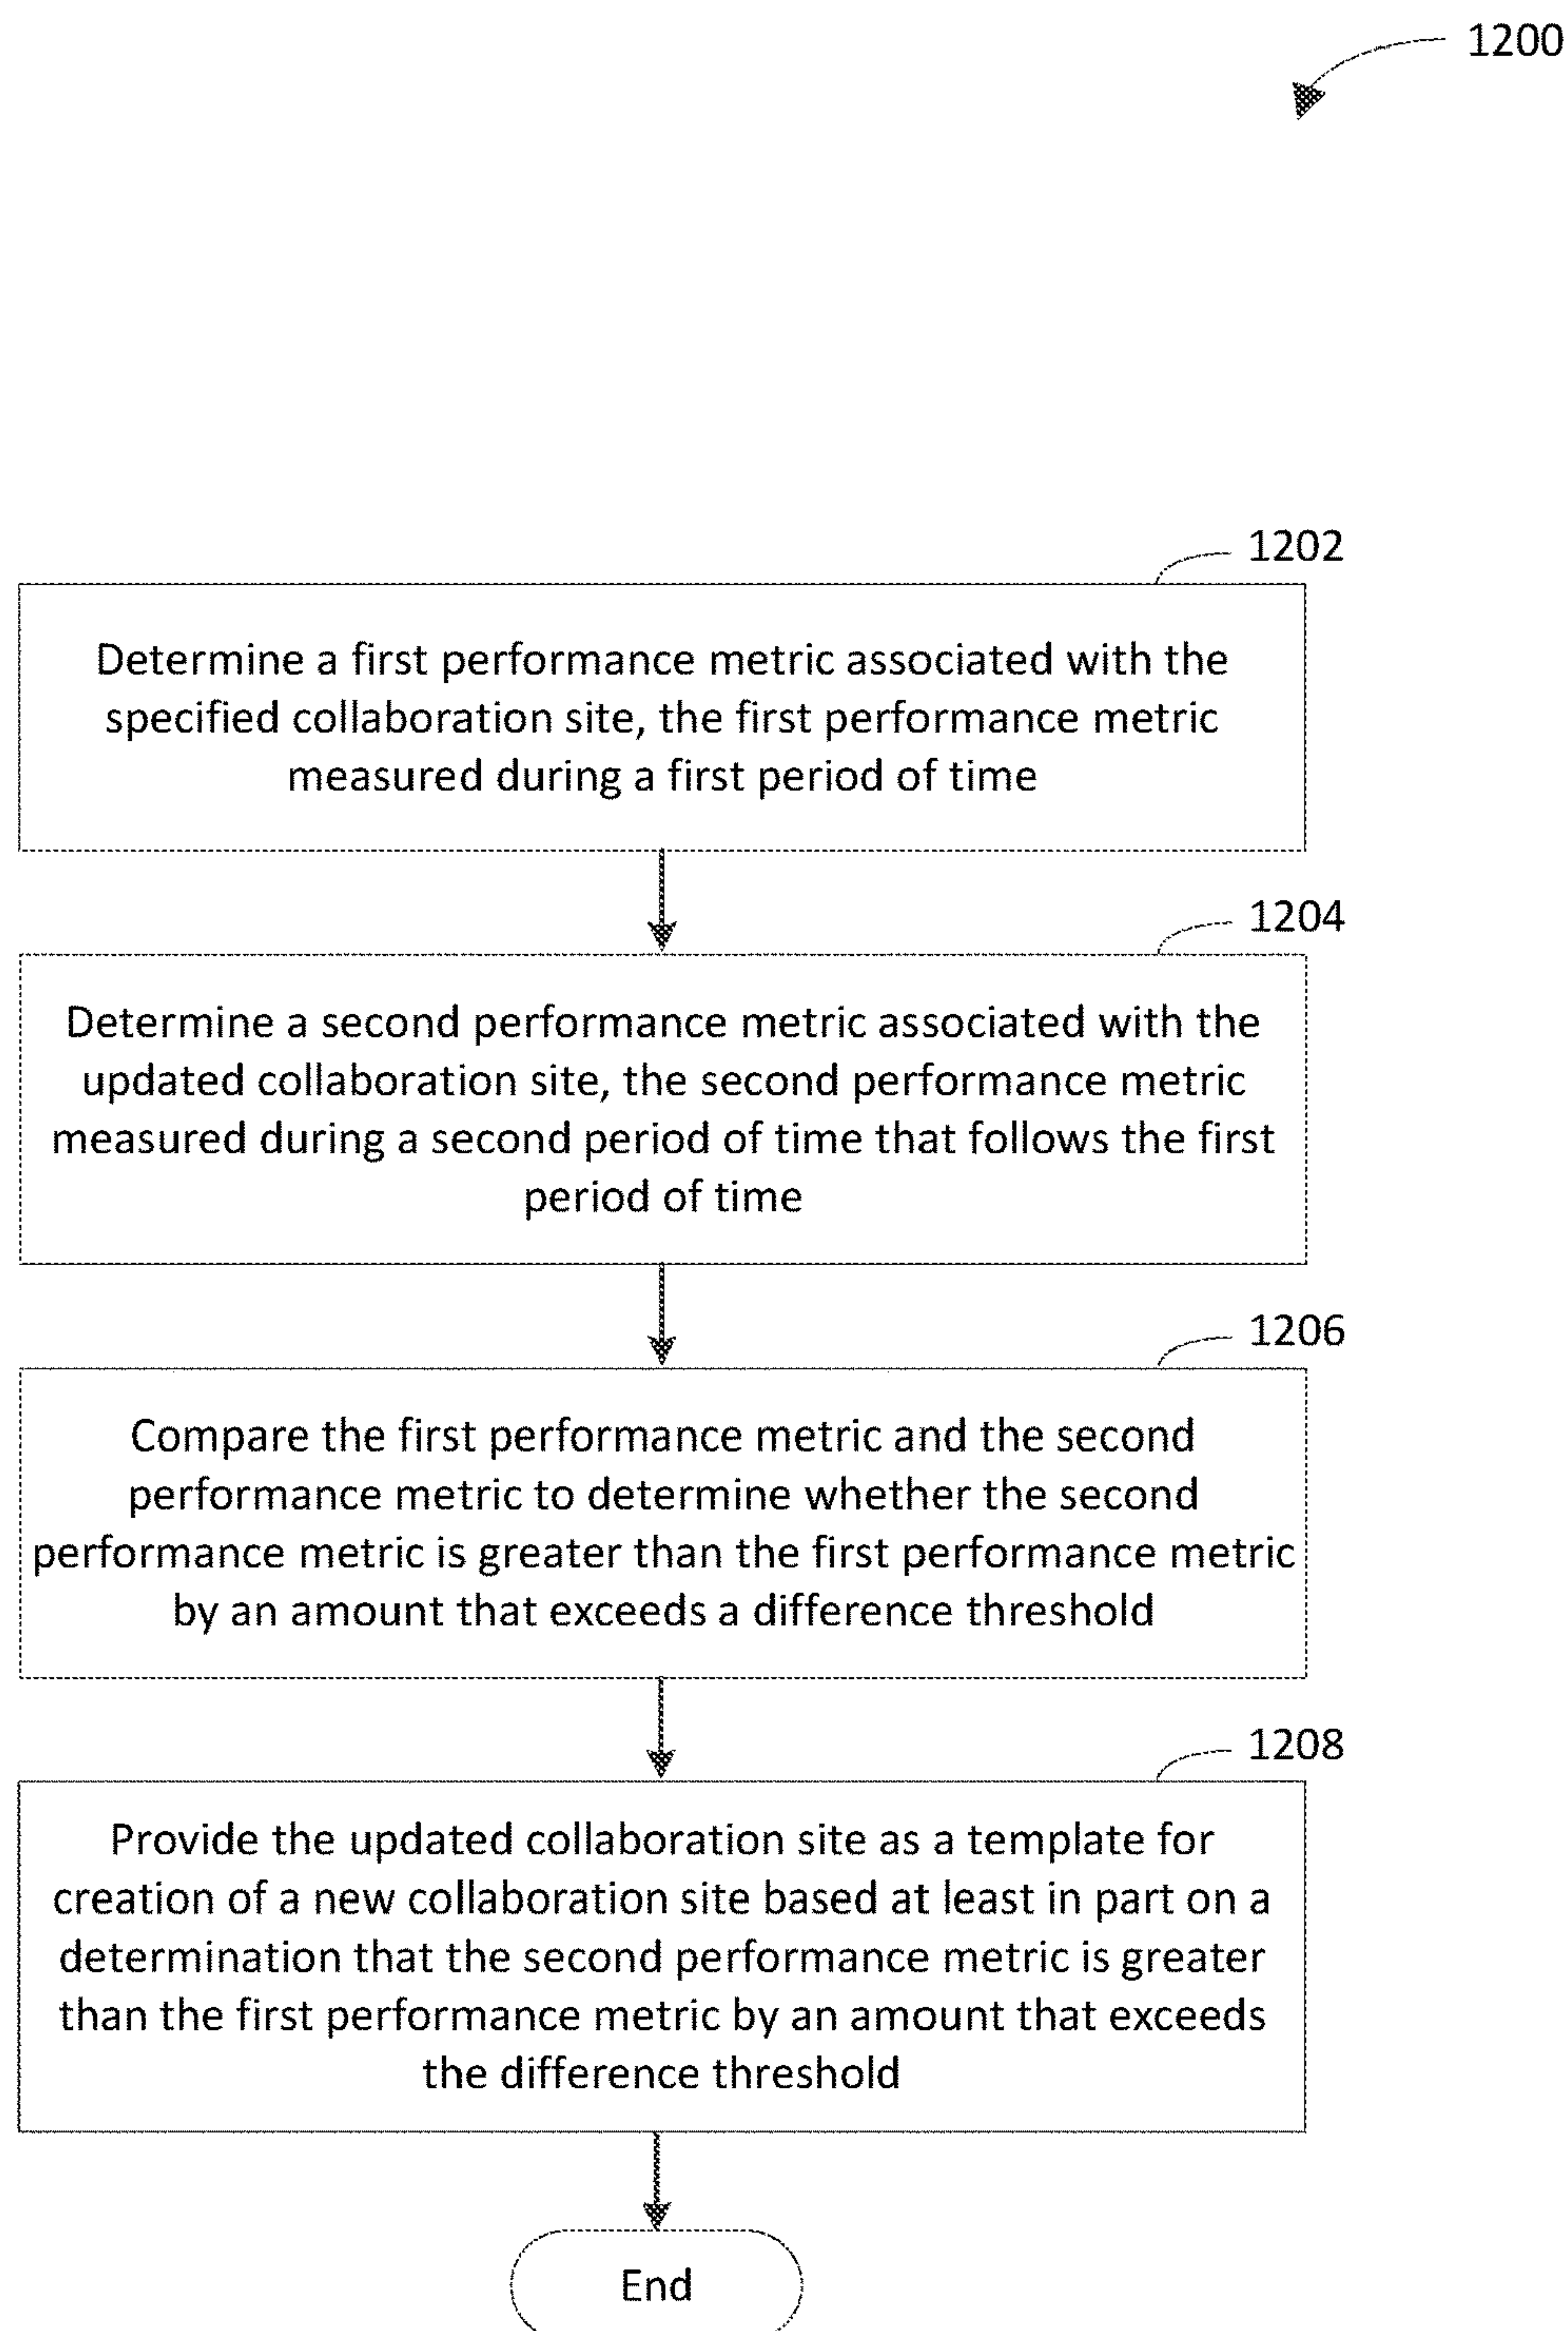 1200
1202
Determine a first performance metric associated with the
specified collaboration site, the first performance metric
measured during a first period of time
1204
Determine a second performance metric associated with the
updated collaboration site, the second performance metric
measured during a second period of time that follows the first
period of time
1206
Compare the first performance metric and the second
performance metric to determine whether the second
performance metric is greater than the first performance metric
by an amount that exceeds a difference threshold
1208
Provide the updated collaboration site as a template for
creation of a new collaboration site based at least in part on a
determination that the second performance metric is greater
than the first performance metric by an amount that exceeds
the difference threshold
End